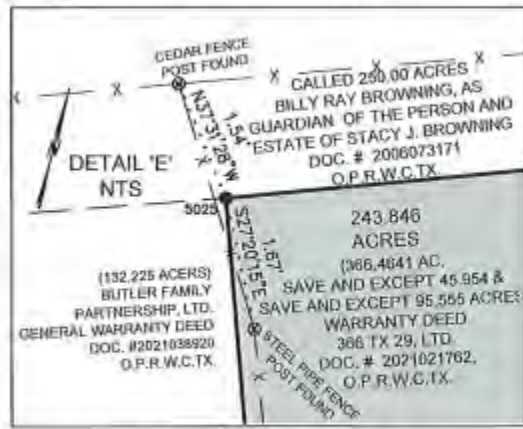 CEDAR FENCE
POST FOUND
X X X X
CALLED 250.00 ACRES
BILLY RAY BROWNING, AS
GUARDIAN OF THE PERSON AND
ESTATE OF STACY J. BROWNING
DOC. # 2006073171
O.P.R.W.C.TX.
N37°31'28"W
1.54'
X
DETAIL 'E'
NTS
5025
S27°20'15"E
1.67'
243.846
ACRES
(366.4641 AC,
SAVE AND EXCEPT 45.954 &
SAVE AND EXCEPT 95.555 ACRES
WARRANTY DEED
366 TX 29, LTD
DOC. # 2021021762,
O.P.R.W.C.TX.
(132.225 ACERS)
BUTLER FAMILY
PARTNERSHIP, LTD.
GENERAL WARRANTY DEED
DOC. #2021038920
O.P.R.W.C.TX.
STEEL PIPE FENCE
POST FOUND
X